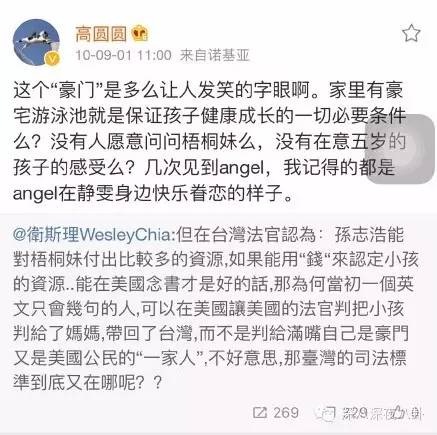 高圆圆
10-09-01 11:00 来自诺基亚
这个“豪门”是多么让人发笑的字眼啊。家里有豪
宅游泳池就是保证孩子健康成长的一切必要条件
么？没有人愿意问问梧桐妹么，没有在意五岁的
孩子的感受么？几次见到angel，我记得的都是
angel在静雯身边快乐眷恋的样子。
@衛斯理WesleyChia:但在台灣法官認為：孫志浩能
對梧桐妹付出比較多的資源,如果能用“錢“來認定小孩
的資源..能在美國念書才是好的話,那為何當初一個英
文只會幾句的人,可以在美國讓美國的法官判把小孩
判給了媽媽,帶回了台灣,而不是判給滿嘴自己是豪門
又是美國公民的“一家人”,不好意思,那臺灣的司法標
準到底又在哪呢？？
269 329
深夜八卦